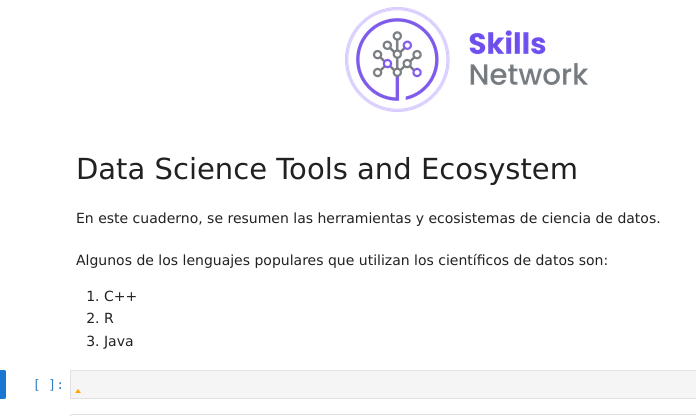 Skills
Network
Data Science Tools and Ecosystem
En este cuaderno, se resumen las herramientas y ecosistemas de ciencia de datos.
Algunos de los lenguajes populares que utilizan los científicos de datos son:
1. C++
2. R
3. Java
[ ]: